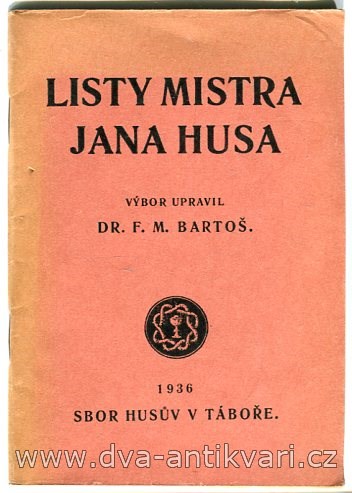 LISTY MISTRA
JANA HUSA
VÝBOR UPRAVIL
DR. F. M. BARTOŠ.
1936
SBOR HUSŮV V TÁBOŘE.
www.dva-antikvari.cz